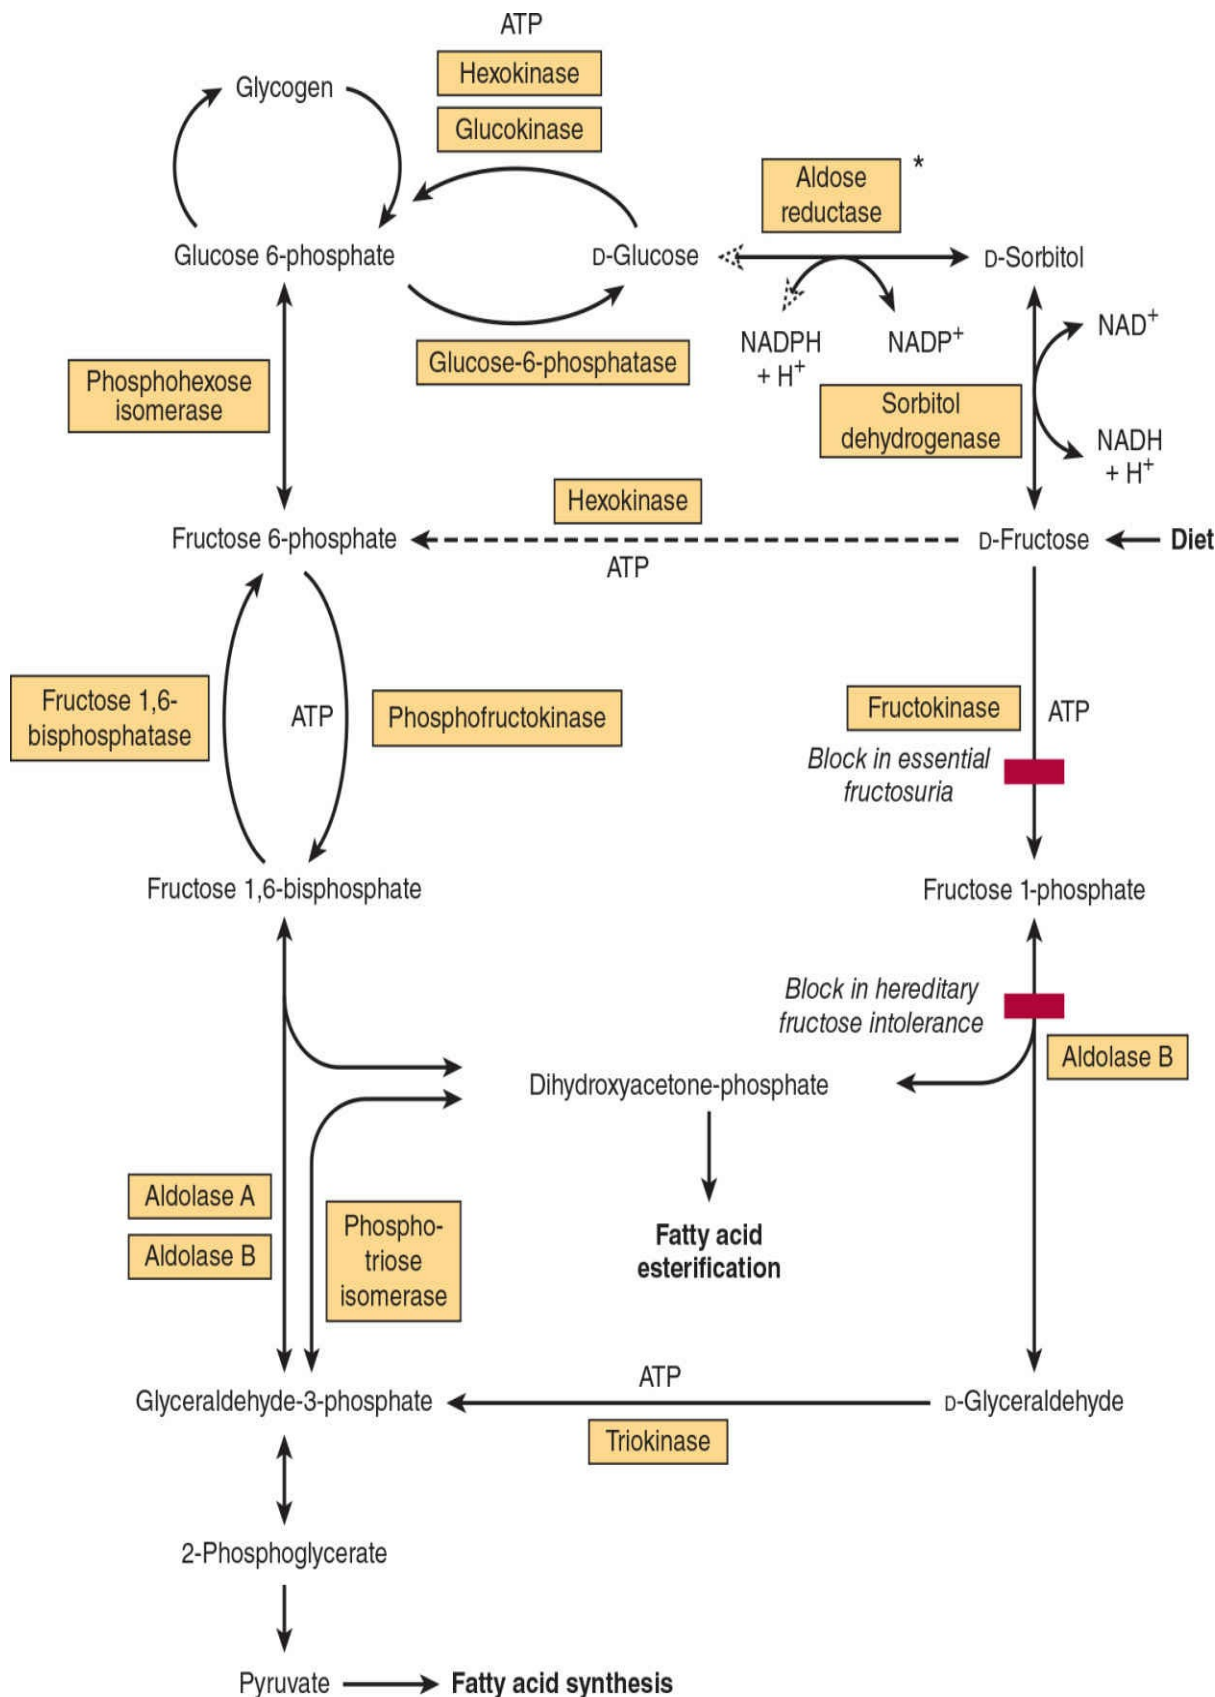 ATP
Hexokinase
Glycogen
Glucokinase
Aldose
reductase
*
Glucose 6-phosphate
D-Glucose
D-Sorbitol
NADPH
+ H+
NADP+
NAD+
Glucose-6-phosphatase
Phosphohexose
isomerase
Sorbitol
dehydrogenase
NADH
+ H+
Hexokinase
Fructose 6-phosphate
ATP
D-Fructose
Diet
Fructose 1,6-
bisphosphatase
ATP
Phosphofructokinase
Fructokinase
ATP
Block in essential
fructosuria
Fructose 1,6-bisphosphate
Fructose 1-phosphate
Block in hereditary
fructose intolerance
Aldolase B
Dihydroxyacetone-phosphate
Aldolase A
Aldolase B
Phospho-
triose
isomerase
Fatty acid
esterification
Glyceraldehyde-3-phosphate
ATP
Triokinase
D-Glyceraldehyde
2-Phosphoglycerate
Pyruvate
Fatty acid synthesis